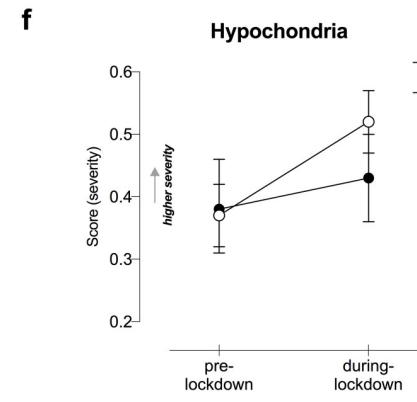 f
Hypochondria
0.6
0.5
0.4
0.3
0.2
Score (severity)
higher severity
pre-
lockdown
during-
lockdown